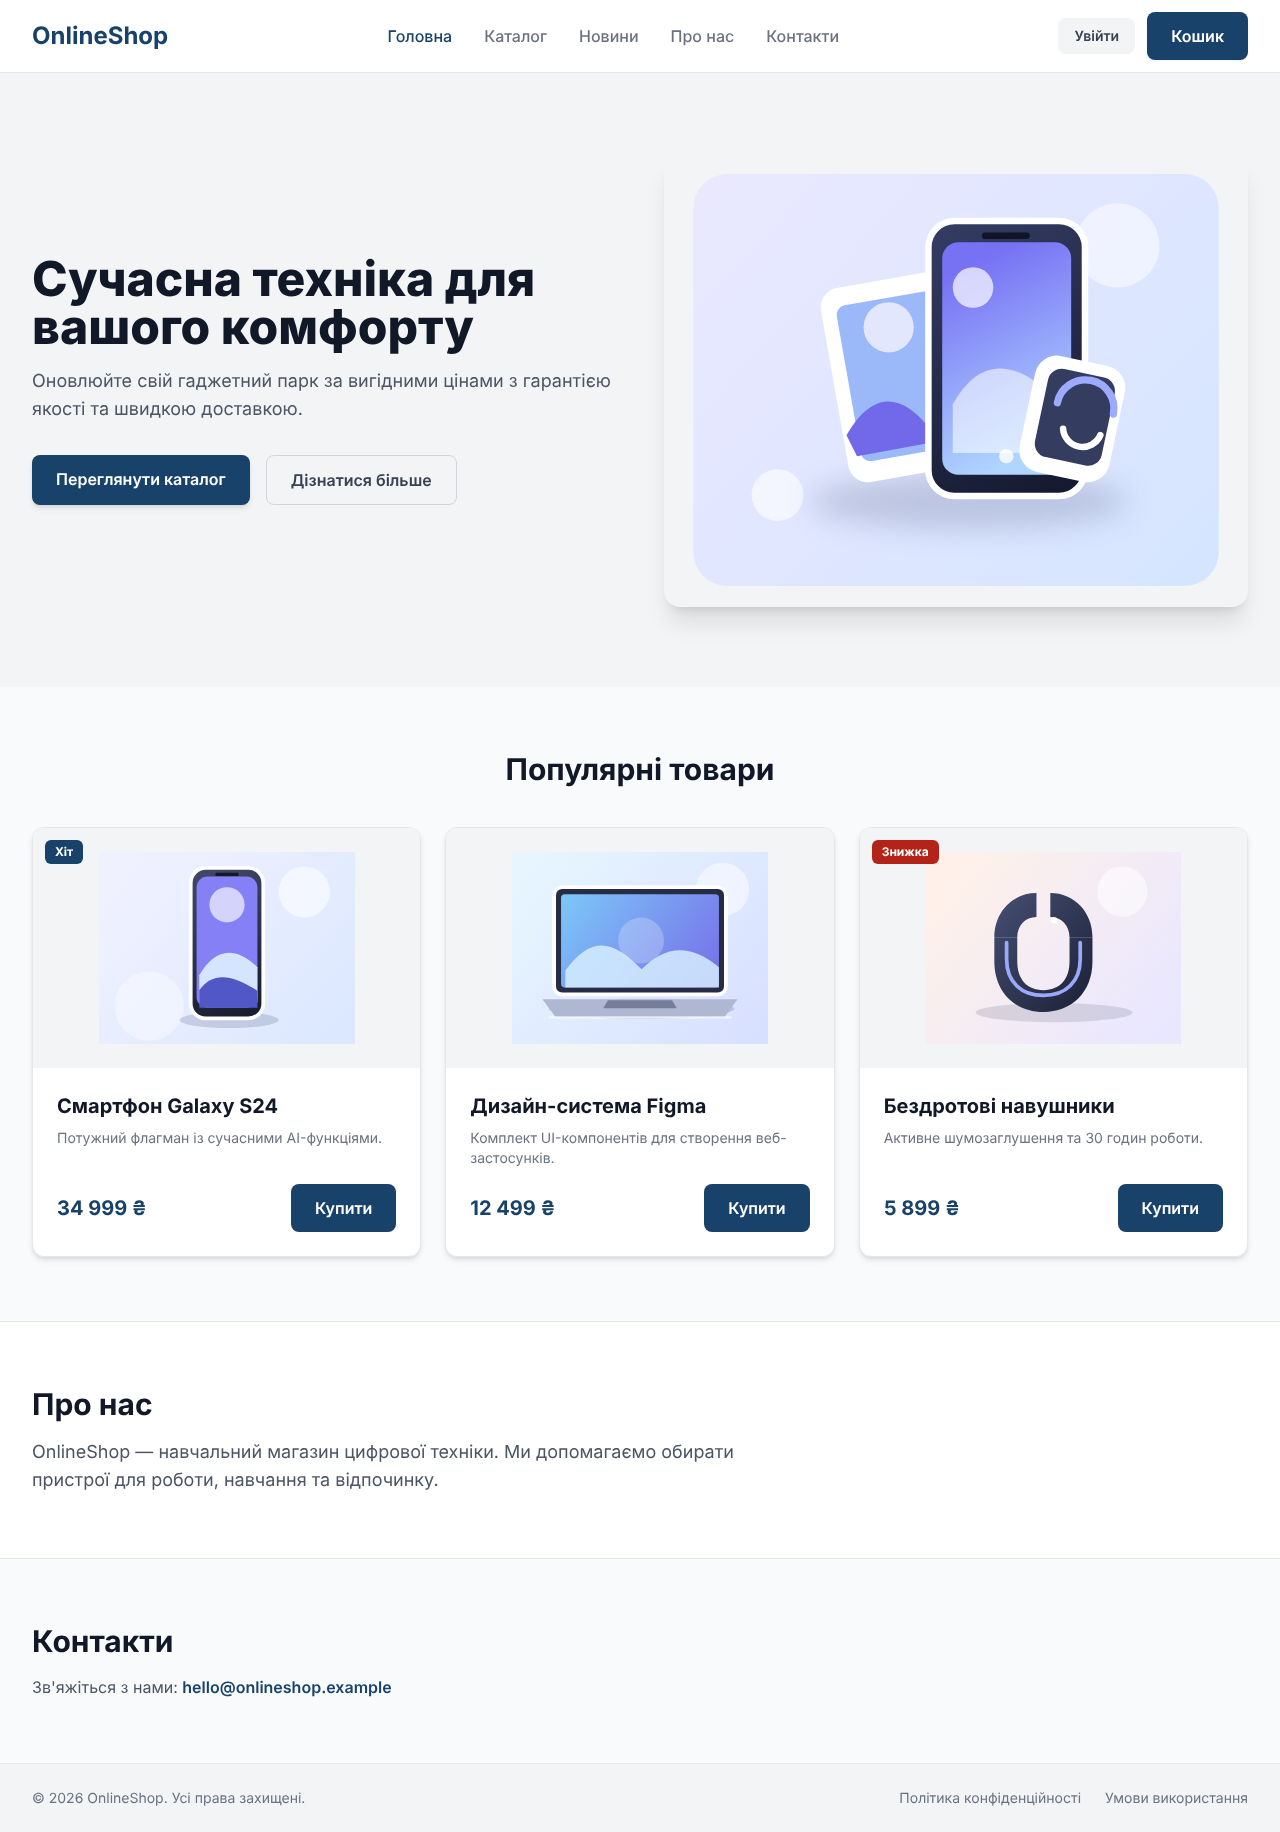 OnlineShop
Головна
Каталог
Новини
Про нас
Контакти
Увійти
Кошик
Сучасна техніка для
вашого комфорту
Оновлюйте свій гаджетний парк за вигідними цінами з гарантією
якості та швидкою доставкою.
Переглянути каталог
Дізнатися більше
Популярні товари
Хіт
Смартфон Galaxy S24
Потужний флагман із сучасними AI-функціями.
34 999 ₴
Купити
Дизайн-система Figma
Комплект UI-компонентів для створення веб-
застосунків.
12 499 ₴
Купити
Знижка
Бездротові навушники
Активне шумозаглушення та 30 годин роботи.
5 899 ₴
Купити
Про нас
OnlineShop — навчальний магазин цифрової техніки. Ми допомагаємо обирати
пристрої для роботи, навчання та відпочинку.
Контакти
Зв'яжіться з нами: hello@onlineshop.example
© 2026 OnlineShop. Усі права захищені.
Політика конфіденційності
Умови використання